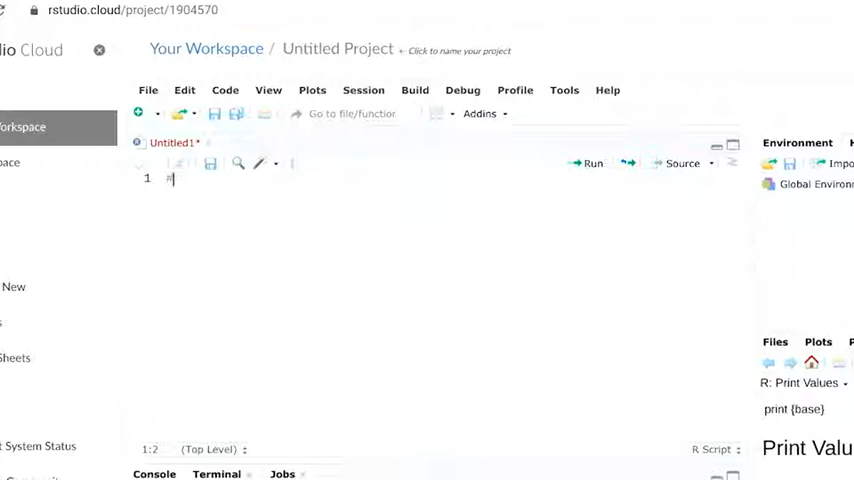 rstudio.cloud/project/1904570
dio Cloud
Your Workspace / Untitled Project ← Click to name your project
File Edit Code View Plots Session Build Debug Profile Tools Help
Go to file/function
Addins
Workspace
Untitled1*
Environment H
Run
Source
Impo
pace
1 #
Global Environ
New
s
Sheets
Files Plots P
R: Print Values
print {base}
t System Status
1:2 (Top Level)
R Script
Print Valu
Console Terminal Jobs